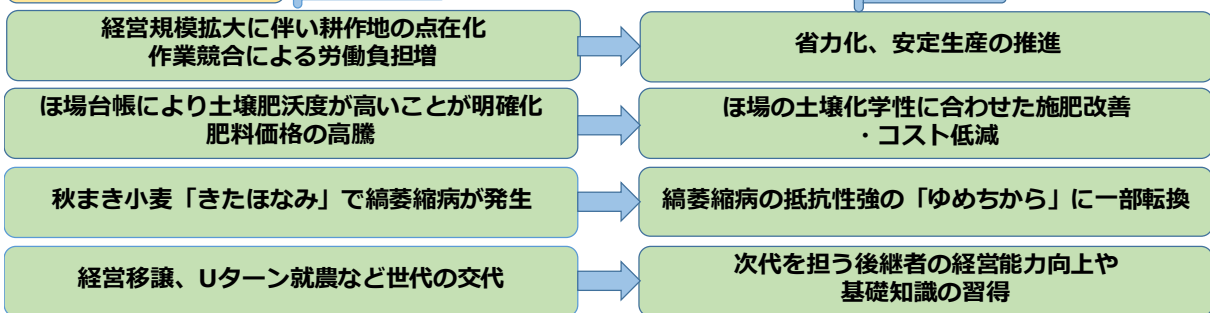 経営規模拡大に伴い耕作地の点在化
作業競合による労働負担増
省力化、安定生産の推進
ほ場台帳により土壌肥沃度が高いことが明確化
肥料価格の高騰
ほ場の土壌化学性に合わせた施肥改善
・コスト低減
秋まき小麦「きたほなみ」で縞萎縮病が発生
縞萎縮病の抵抗性強の「ゆめちから」に一部転換
経営移譲、Uターン就農など世代の交代
次代を担う後継者の経営能力向上や
基礎知識の習得